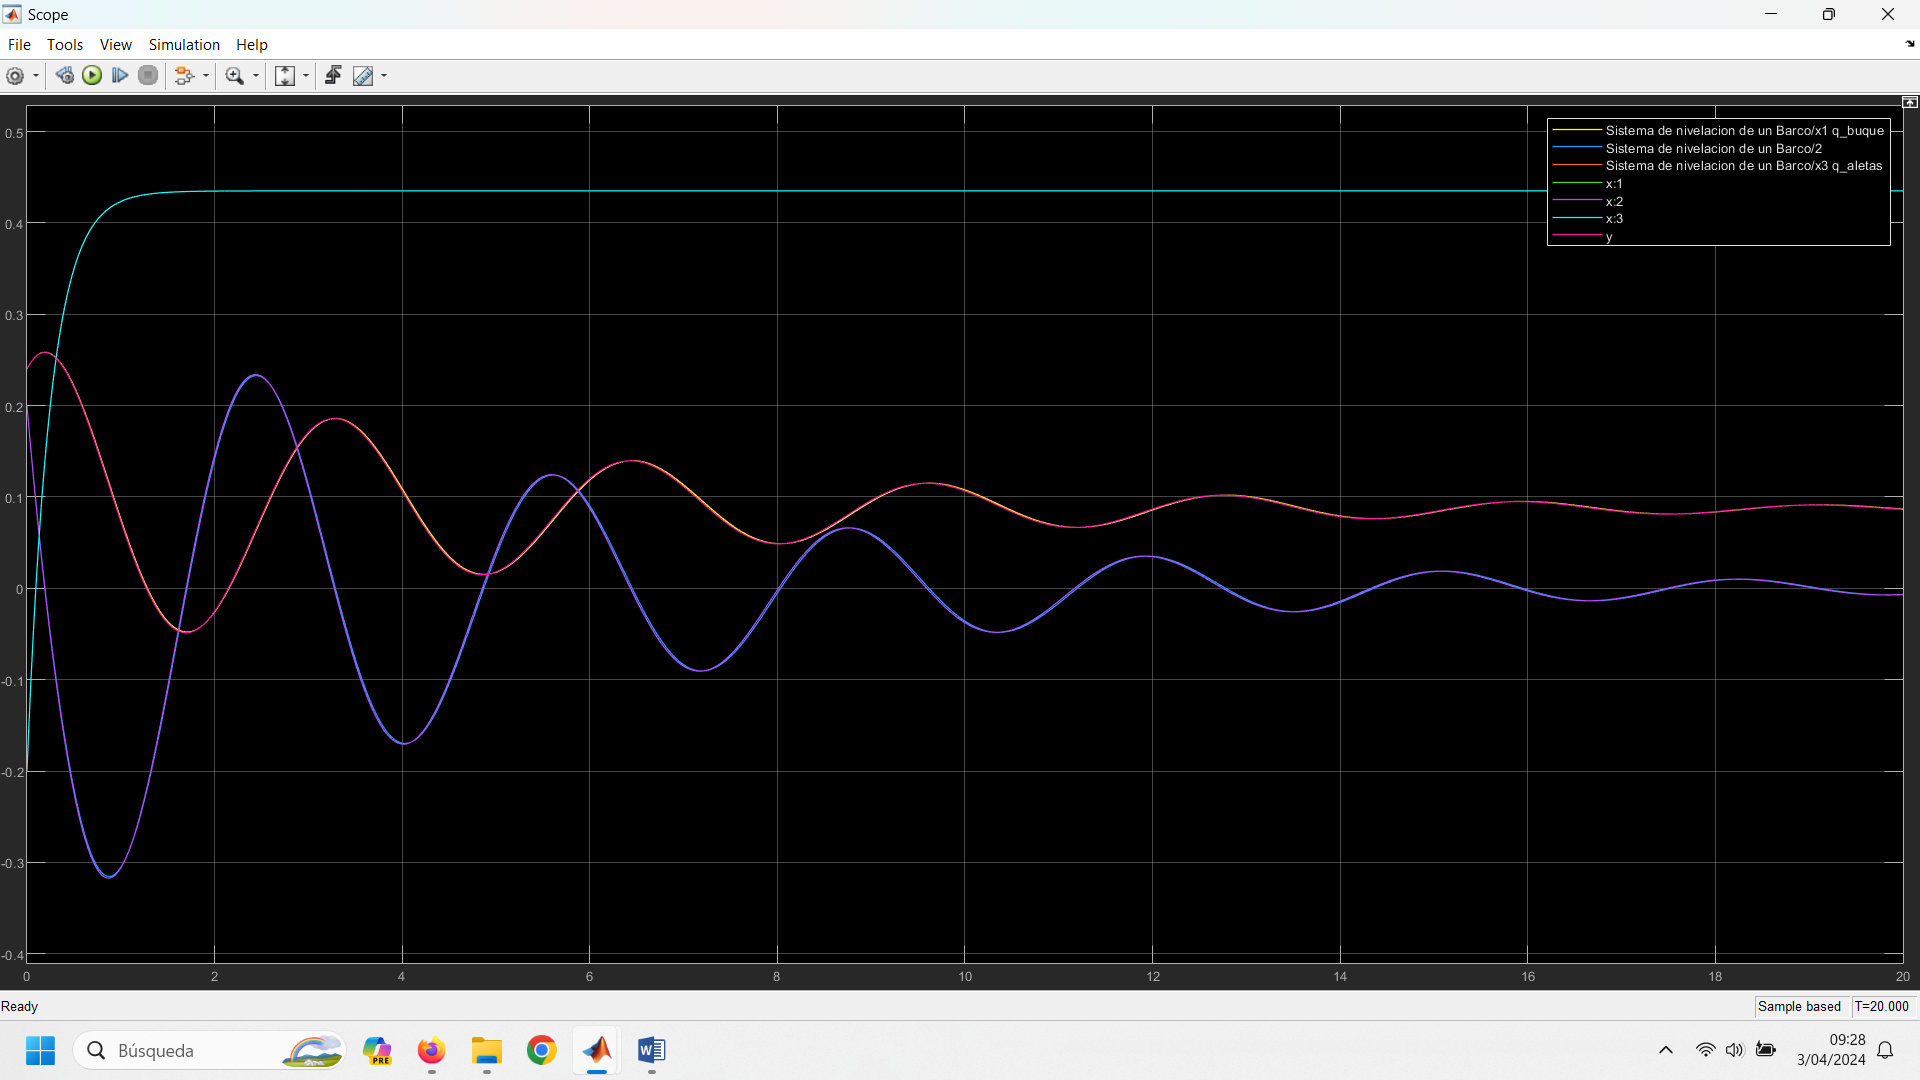 Scope
File Tools View Simulation Help
0.5
0.4
0.3
0.2
0.1
0
-0.1
-0.2
-0.3
-0.4
0 2 4 6 8 10 12 14 16 18 20
Sistema de nivelacion de un Barco/x1 q_buque
Sistema de nivelacion de un Barco/2
Sistema de nivelacion de un Barco/x3 q_aletas
x:1
x:2
x:3
y
Ready
Sample based T=20.000
Búsqueda
PRE
W
09:28
3/04/2024